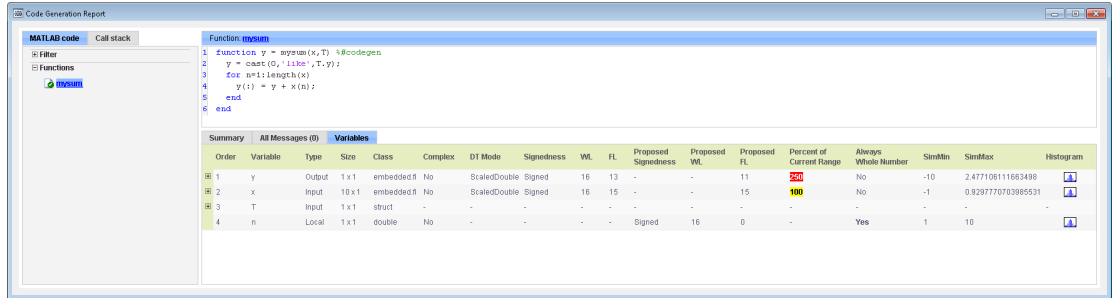 Code Generation Report
MATLAB code Call stack
Filter
Functions
mysum
Function: mysum
1 function y = mysum(x,T) %#codegen
2 y = cast(0,'like',T.y);
3 for n=1:length(x)
4 y(:) = y + x(n);
5 end
6 end
Summary All Messages (0) Variables
Order Variable Type Size Class Complex DT Mode Signedness WL FL Proposed Signedness Proposed WL Proposed FL Percent of Current Range Always Whole Number SimMin SimMax Histogram
1 y Output 1 x 1 embedded.fi No ScaledDouble Signed 16 13 - - 11 250 No -10 2.477106111663498
2 x Input 10 x 1 embedded.fi No ScaledDouble Signed 16 15 - - 15 100 No -1 0.9297770703985531
3 T Input 1 x 1 struct - - - - - - - - - - - - -
4 n Local 1 x 1 double No - - - - Signed 16 0 - Yes 1 10